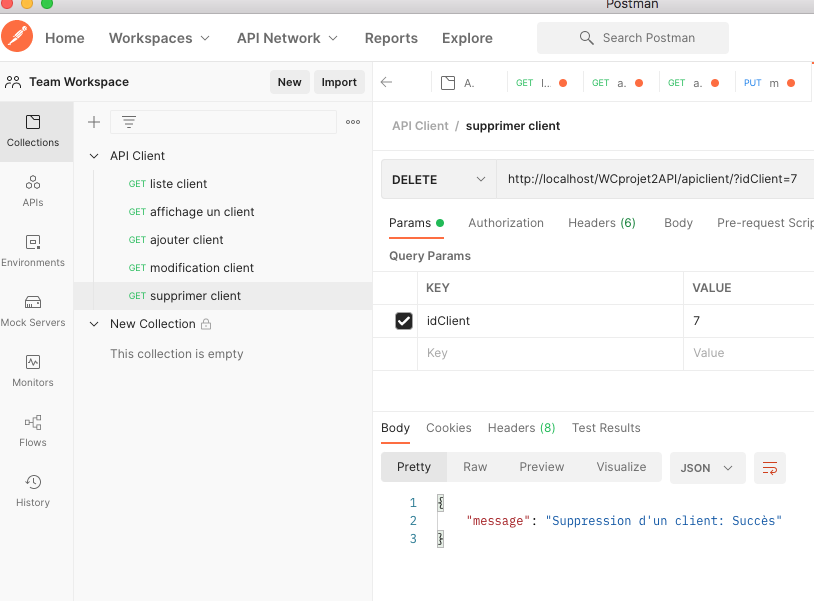 Postman
Home Workspaces API Network Reports Explore Search Postman
Team Workspace New Import
A. GET l... GET a. GET a. PUT m
Collections
APIs
Environments
Mock Servers
Monitors
Flows
History
API Client
GET liste client
GET affichage un client
GET ajouter client
GET modification client
GET supprimer client
New Collection
This collection is empty
API Client / supprimer client
DELETE http://localhost/WCprojet2API/apiclient/?idClient=7
Params Authorization Headers (6) Body Pre-request Scrip
Query Params
KEY VALUE
idClient 7
Key Value
Body Cookies Headers (8) Test Results
Pretty Raw Preview Visualize JSON
1 {
2 "message": "Suppression d'un client: Succès"
3 }